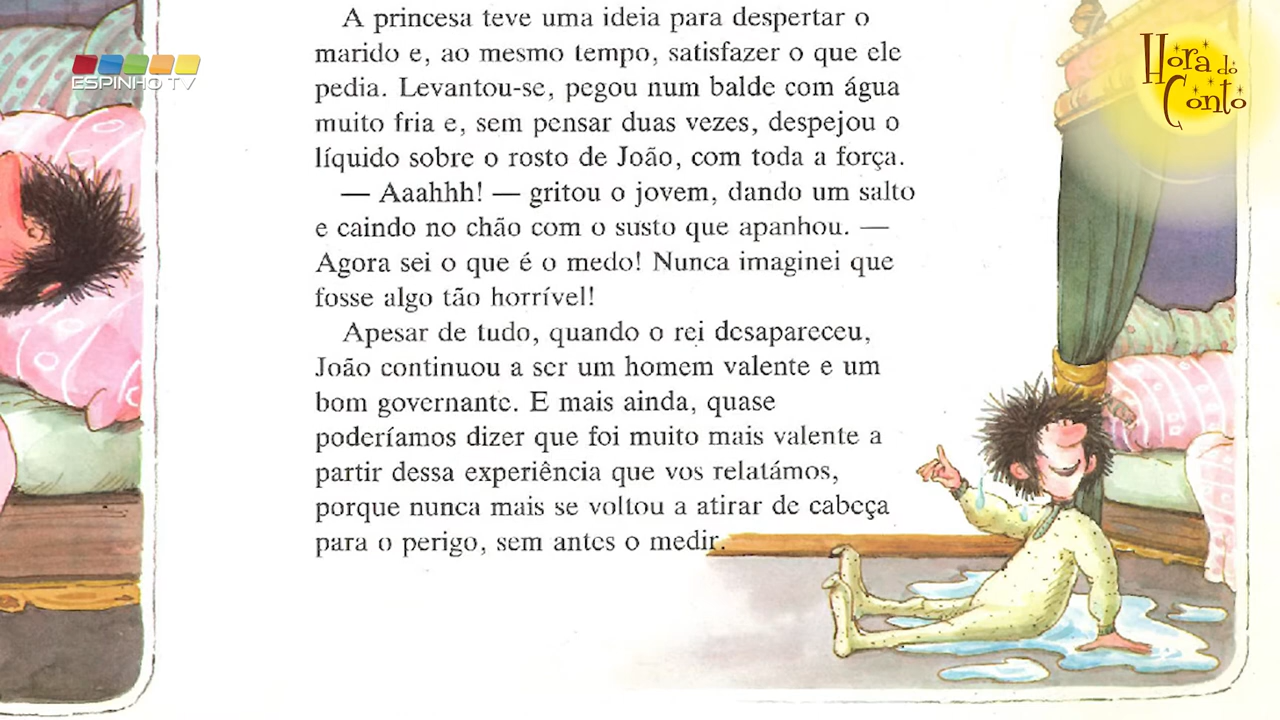 ESPINHO TV
Hora do
Conto
A princesa teve uma ideia para despertar o
marido e, ao mesmo tempo, satisfazer o que ele
pedia. Levantou-se, pegou num balde com água
muito fria e, sem pensar duas vezes, despejou o
líquido sobre o rosto de João, com toda a força.
— Aaahhh! — gritou o jovem, dando um salto
e caindo no chão com o susto que apanhou. —
Agora sei o que é o medo! Nunca imaginei que
fosse algo tão horrível!
Apesar de tudo, quando o rei desapareceu,
João continuou a ser um homem valente e um
bom governante. E mais ainda, quase
poderíamos dizer que foi muito mais valente a
partir dessa experiência que vos relatámos,
porque nunca mais se voltou a atirar de cabeça
para o perigo, sem antes o medir.